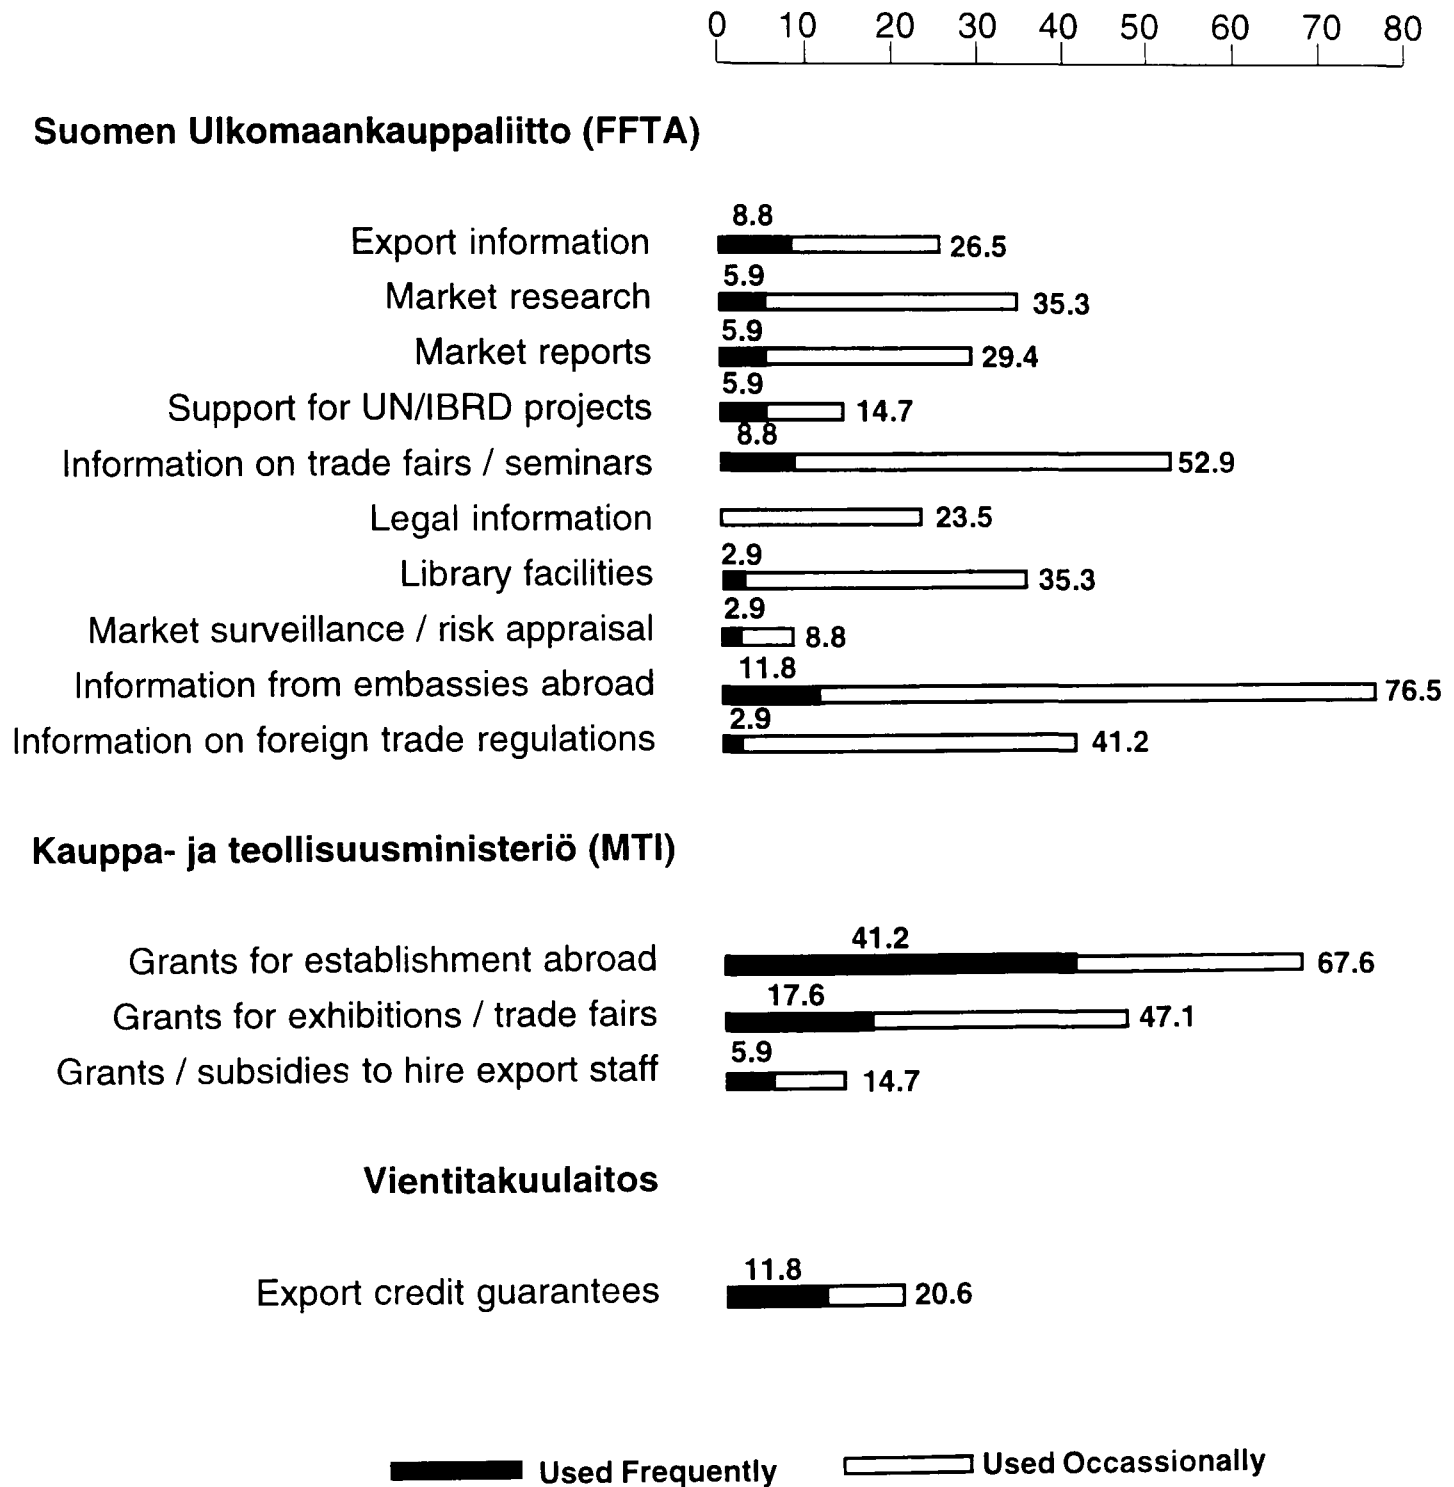 0 10 20 30 40 50 60 70 80
Suomen Ulkomaankauppaliitto (FFTA)
8.8
Export information 26.5
5.9
Market research 35.3
5.9
Market reports 29.4
5.9
Support for UN/IBRD projects 14.7
8.8
Information on trade fairs / seminars 52.9
Legal information 23.5
2.9
Library facilities 35.3
2.9
Market surveillance / risk appraisal 8.8
11.8
Information from embassies abroad 76.5
2.9
Information on foreign trade regulations 41.2
Kauppa- ja teollisuusministeriö (MTI)
41.2
Grants for establishment abroad 67.6
17.6
Grants for exhibitions / trade fairs 47.1
5.9
Grants / subsidies to hire export staff 14.7
Vientitakuulaitos
11.8
Export credit guarantees 20.6
Used Frequently Used Occassionally